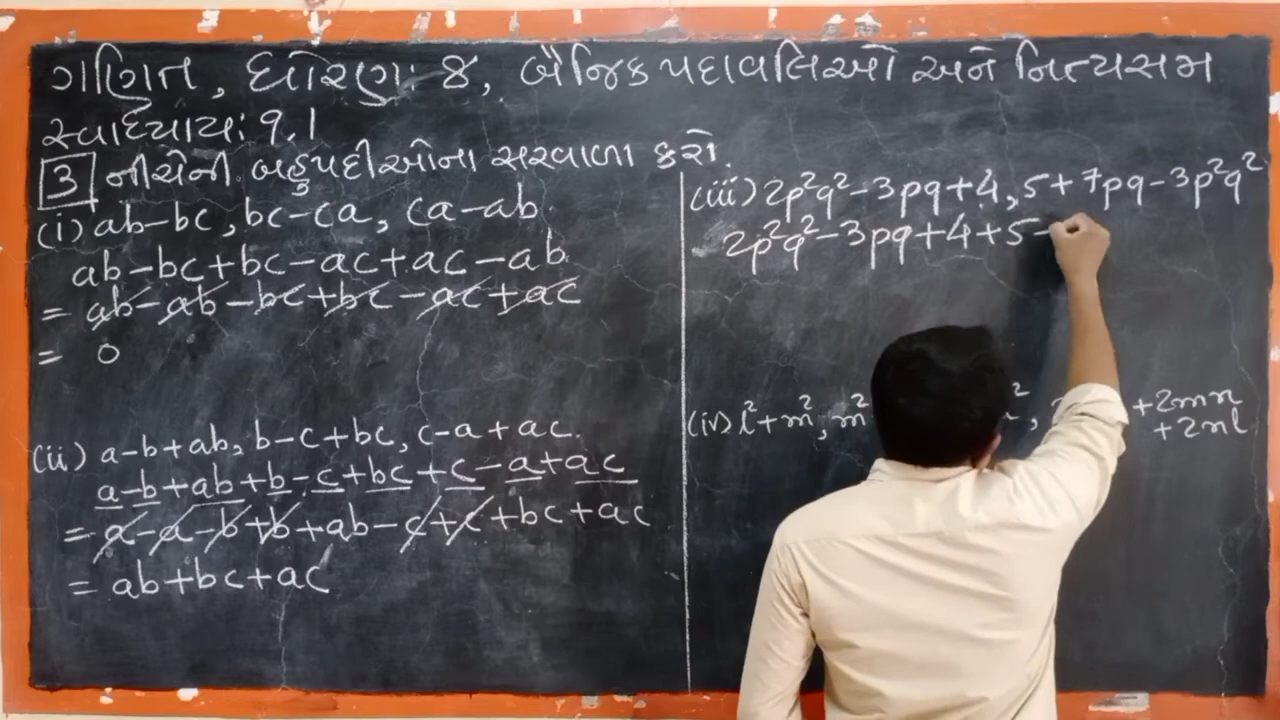 ગણિત, ધોરણ: ૪, બૈજિક પદાવલિઓ અને નિત્યસમ
સ્વાધ્યાય: 9.1
3 નીચેની બહુપદીઓના સરવાળા કરો.
(i) ab-bc, bc-ca, ca-ab.
ab-bc+bc-ac+ac-ab.
= ab-ab-bc+bc-ac+ac
= 0
(ii) a-b+ab, b-c+bc, c-a+ac.
a-b+ab+b-c+bc+c-a+ac
= a-a-b+b+ab-c+c+bc+ac
= ab+bc+ac
(iii) 2p²q²-3pq+4, 5+7pq-3p²q²
2p²q²-3pq+4+5
(iv) l²+m², m² +2mn
+2nl